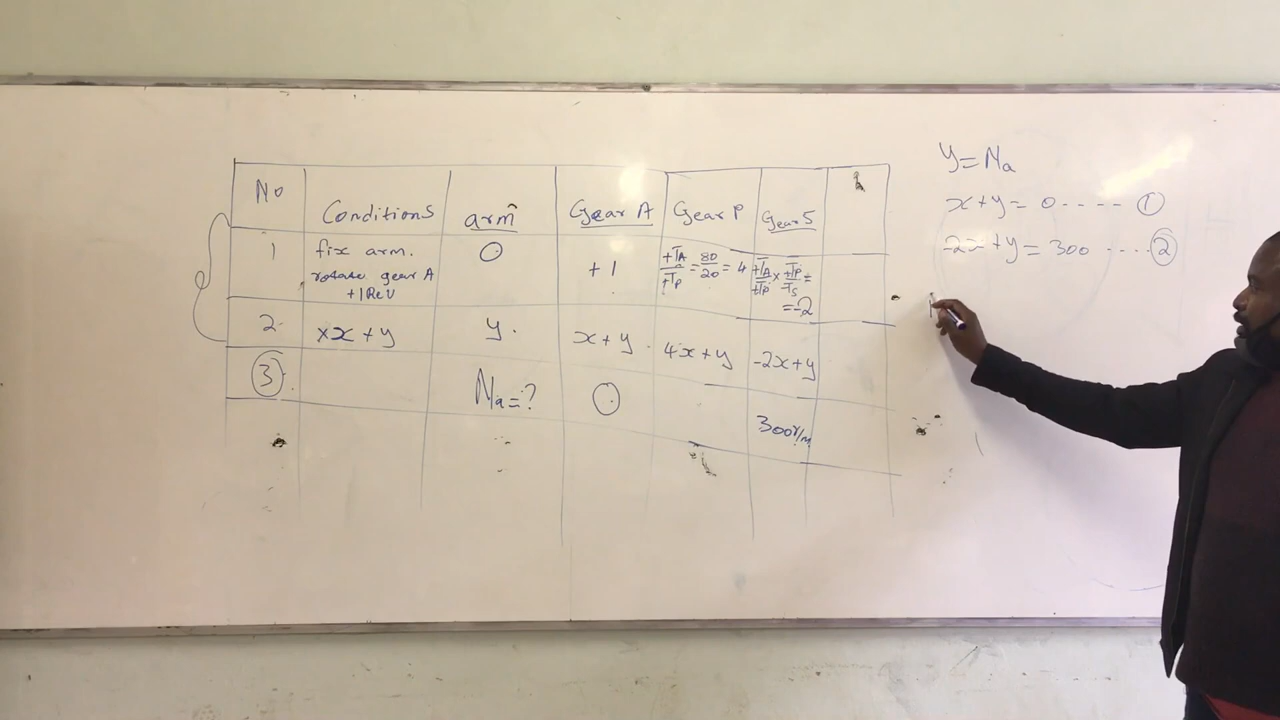 No
Conditions
arm
Gear A
Gear P
Gear S
1
fix arm.
rotate gear A
+1 Rev
0
+1
+TA/+TP = 80/20 = 4
+TA/+TP × +TP/-TS =
= -2
2.
×x + y
y.
x + y.
4x + y
-2x + y
3.
Na = ?
0
300r/m
y = Na
x + y = 0 - - - - ①
-2x + y = 300 - - - - ②